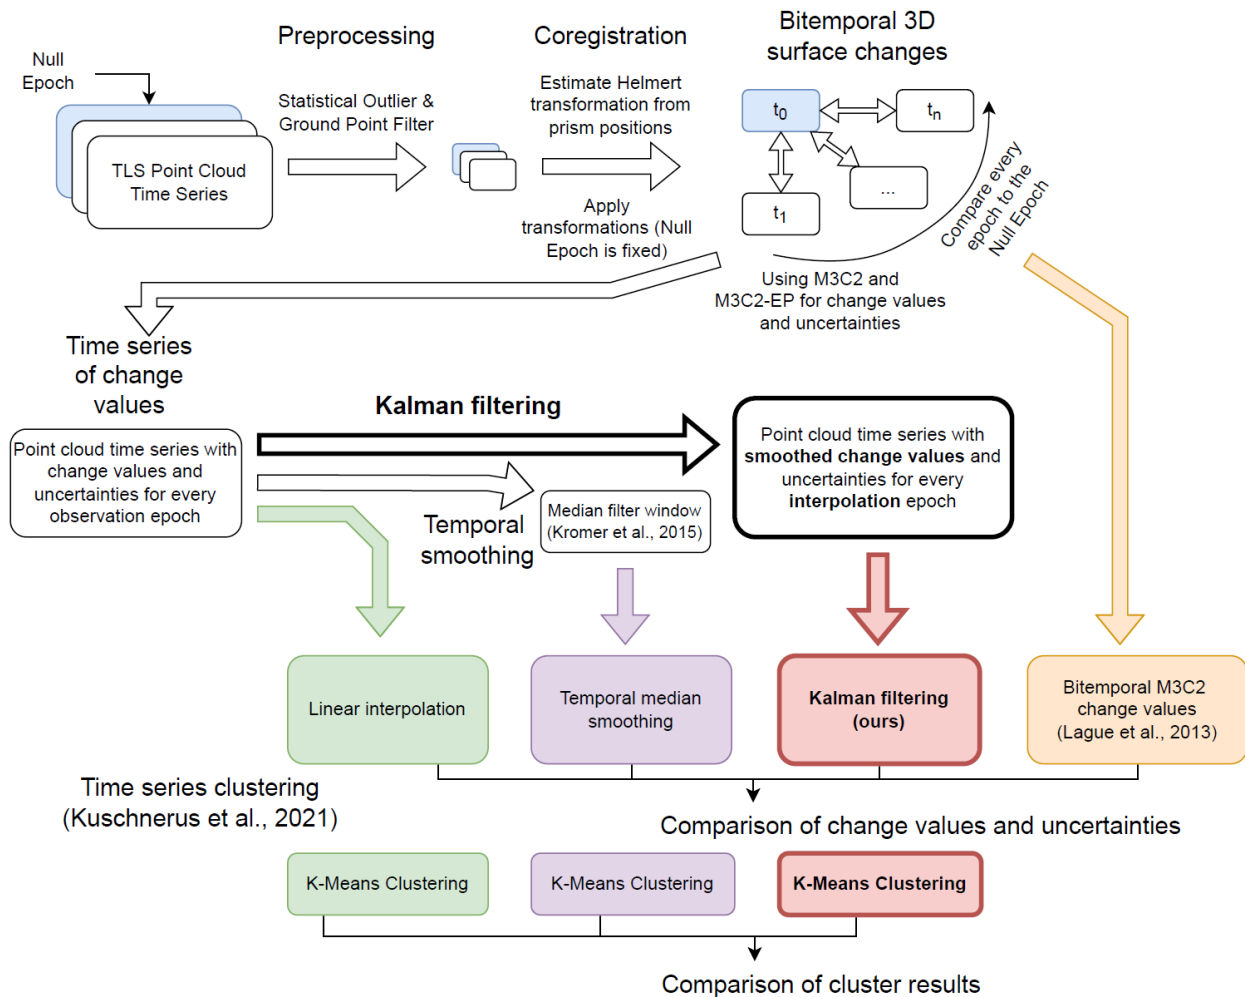 Null
Epoch
TLS Point Cloud
Time Series
Preprocessing
Statistical Outlier &
Ground Point Filter
Coregistration
Estimate Helmert
transformation from
prism positions
Apply
transformations (Null
Epoch is fixed)
Bitemporal 3D
surface changes
t0
tn
...
t1
Compare every
epoch to the
Null Epoch
Using M3C2 and
M3C2-EP for change values
and uncertainties
Time series
of change
values
Point cloud time series with
change values and
uncertainties for every
observation epoch
Kalman filtering
Temporal
smoothing
Median filter window
(Kromer et al., 2015)
Point cloud time series with
smoothed change values and
uncertainties for every
interpolation epoch
Linear interpolation
Temporal median
smoothing
Kalman filtering
(ours)
Bitemporal M3C2
change values
(Lague et al., 2013)
Time series clustering
(Kuschnerus et al., 2021)
Comparison of change values and uncertainties
K-Means Clustering
K-Means Clustering
K-Means Clustering
Comparison of cluster results